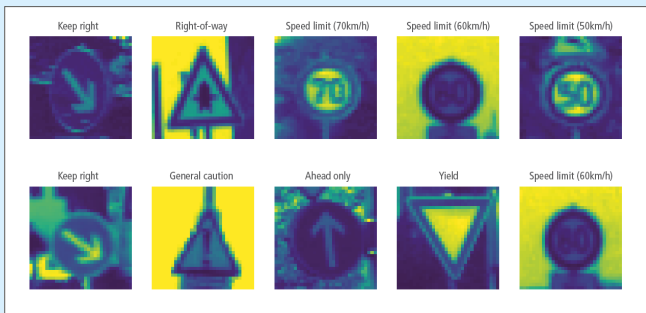 Keep right
Right-of-way
Speed limit (70km/h)
Speed limit (60km/h)
Speed limit (50km/h)
70
50
Keep right
General caution
Ahead only
Yield
Speed limit (60km/h)